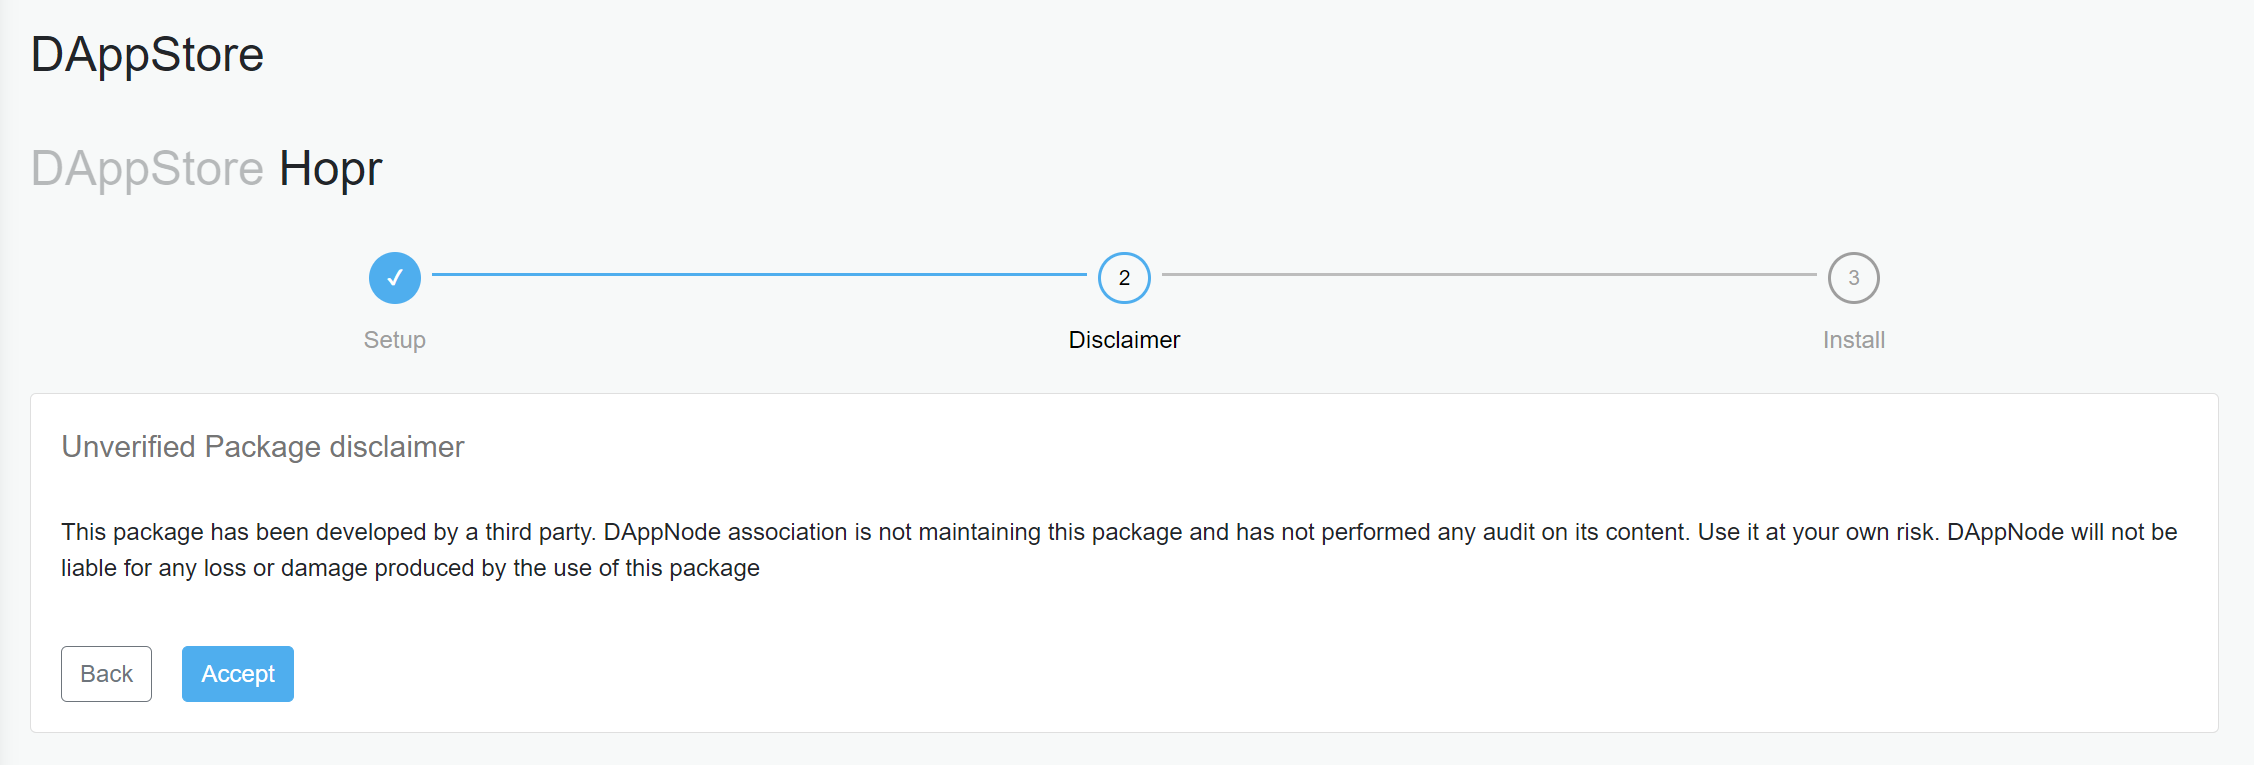 DAppStore
DAppStore Hopr
2
3
Setup
Disclaimer
Install
Unverified Package disclaimer
This package has been developed by a third party. DAppNode association is not maintaining this package and has not performed any audit on its content. Use it at your own risk. DAppNode will not be
liable for any loss or damage produced by the use of this package
Back
Accept